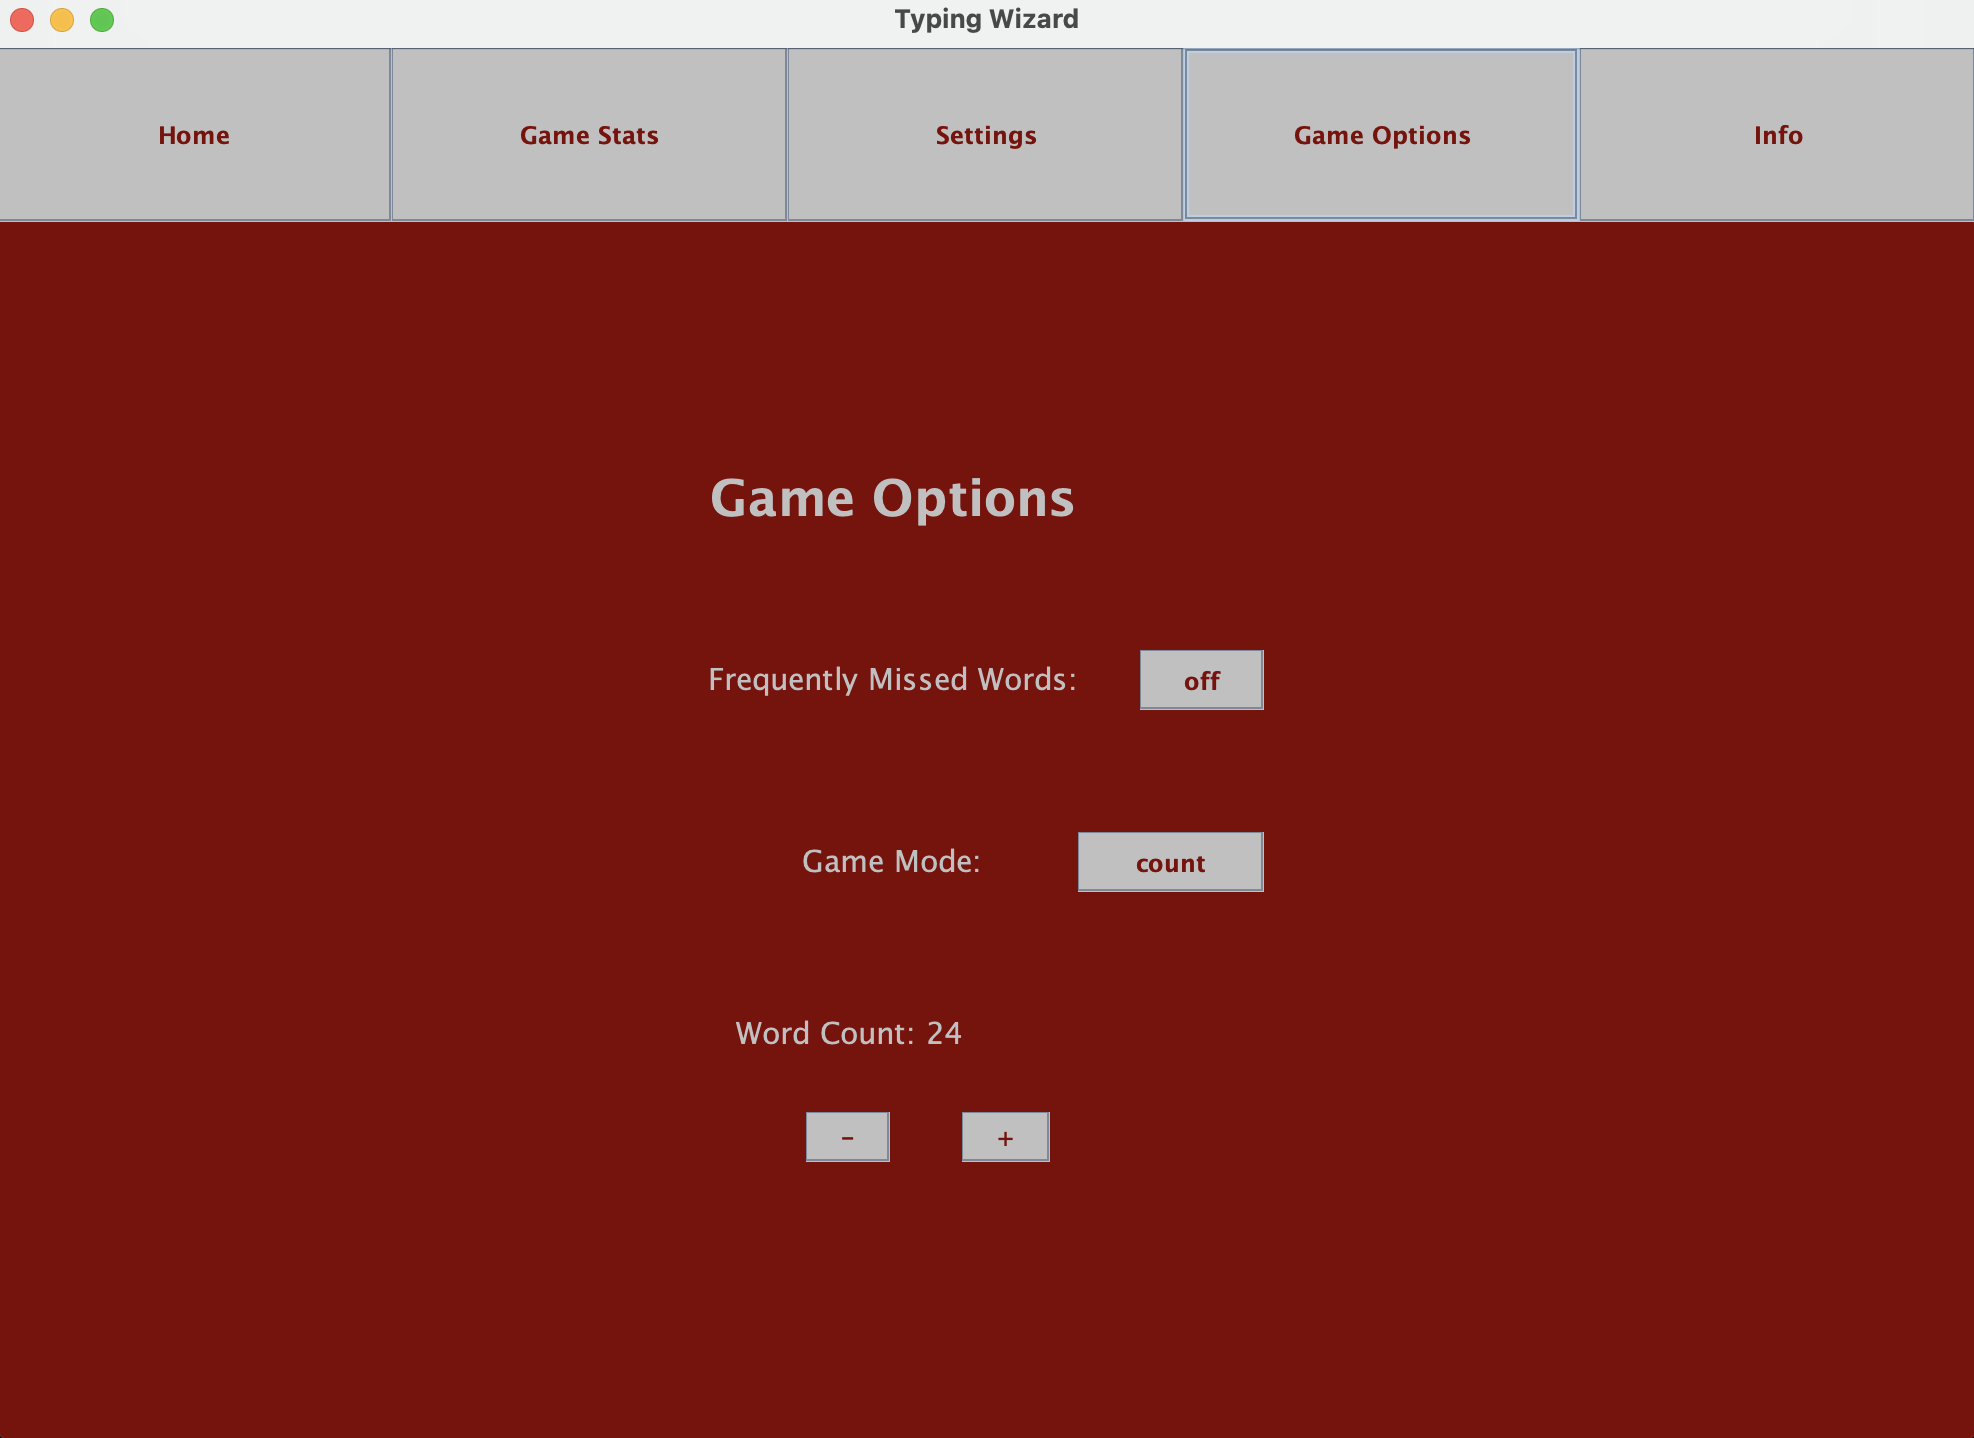 Typing Wizard
Home Game Stats Settings Game Options Info
Game Options
Frequently Missed Words: off
Game Mode: count
Word Count: 24
- +